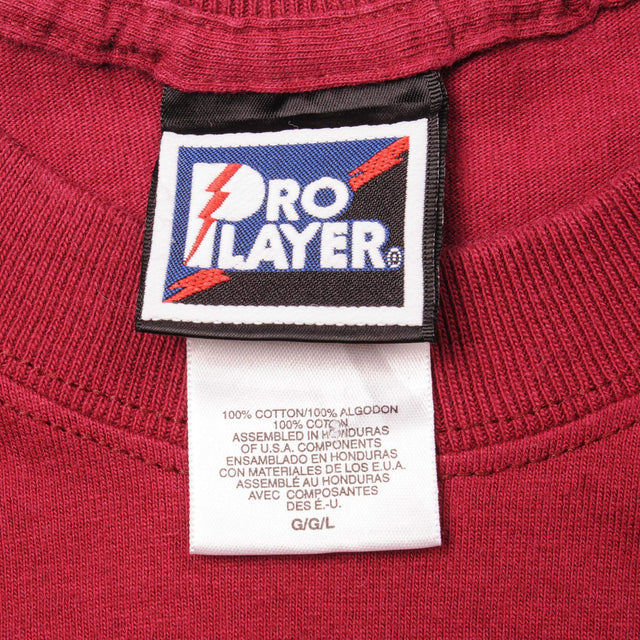 PRO
PLAYER®
100% COTTON/100% ALGODON
100% COTON
ASSEMBLED IN HONDURAS
OF U.S.A. COMPONENTS
ENSAMBLADO EN HONDURAS
CON MATERIALES DE LOS E.U.A.
ASSEMBLÉ AU HONDURAS
AVEC COMPOSANTES
DES É.-U.
G/G/L